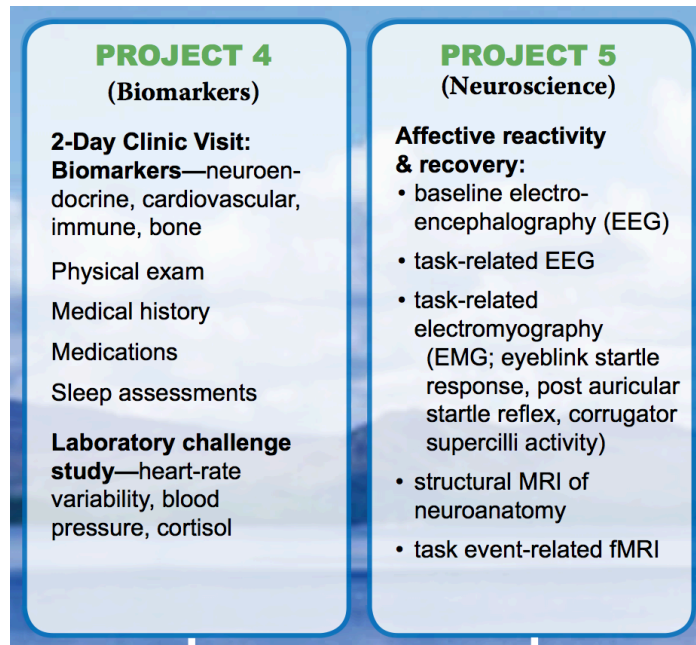 PROJECT 4
(Biomarkers)
2-Day Clinic Visit:
Biomarkers—neuroen-
docrine, cardiovascular,
immune, bone
Physical exam
Medical history
Medications
Sleep assessments
Laboratory challenge
study—heart-rate
variability, blood
pressure, cortisol
PROJECT 5
(Neuroscience)
Affective reactivity
& recovery:
• baseline electro-
encephalography (EEG)
• task-related EEG
• task-related
electromyography
(EMG; eyeblink startle
response, post auricular
startle reflex, corrugator
supercilli activity)
• structural MRI of
neuroanatomy
• task event-related fMRI